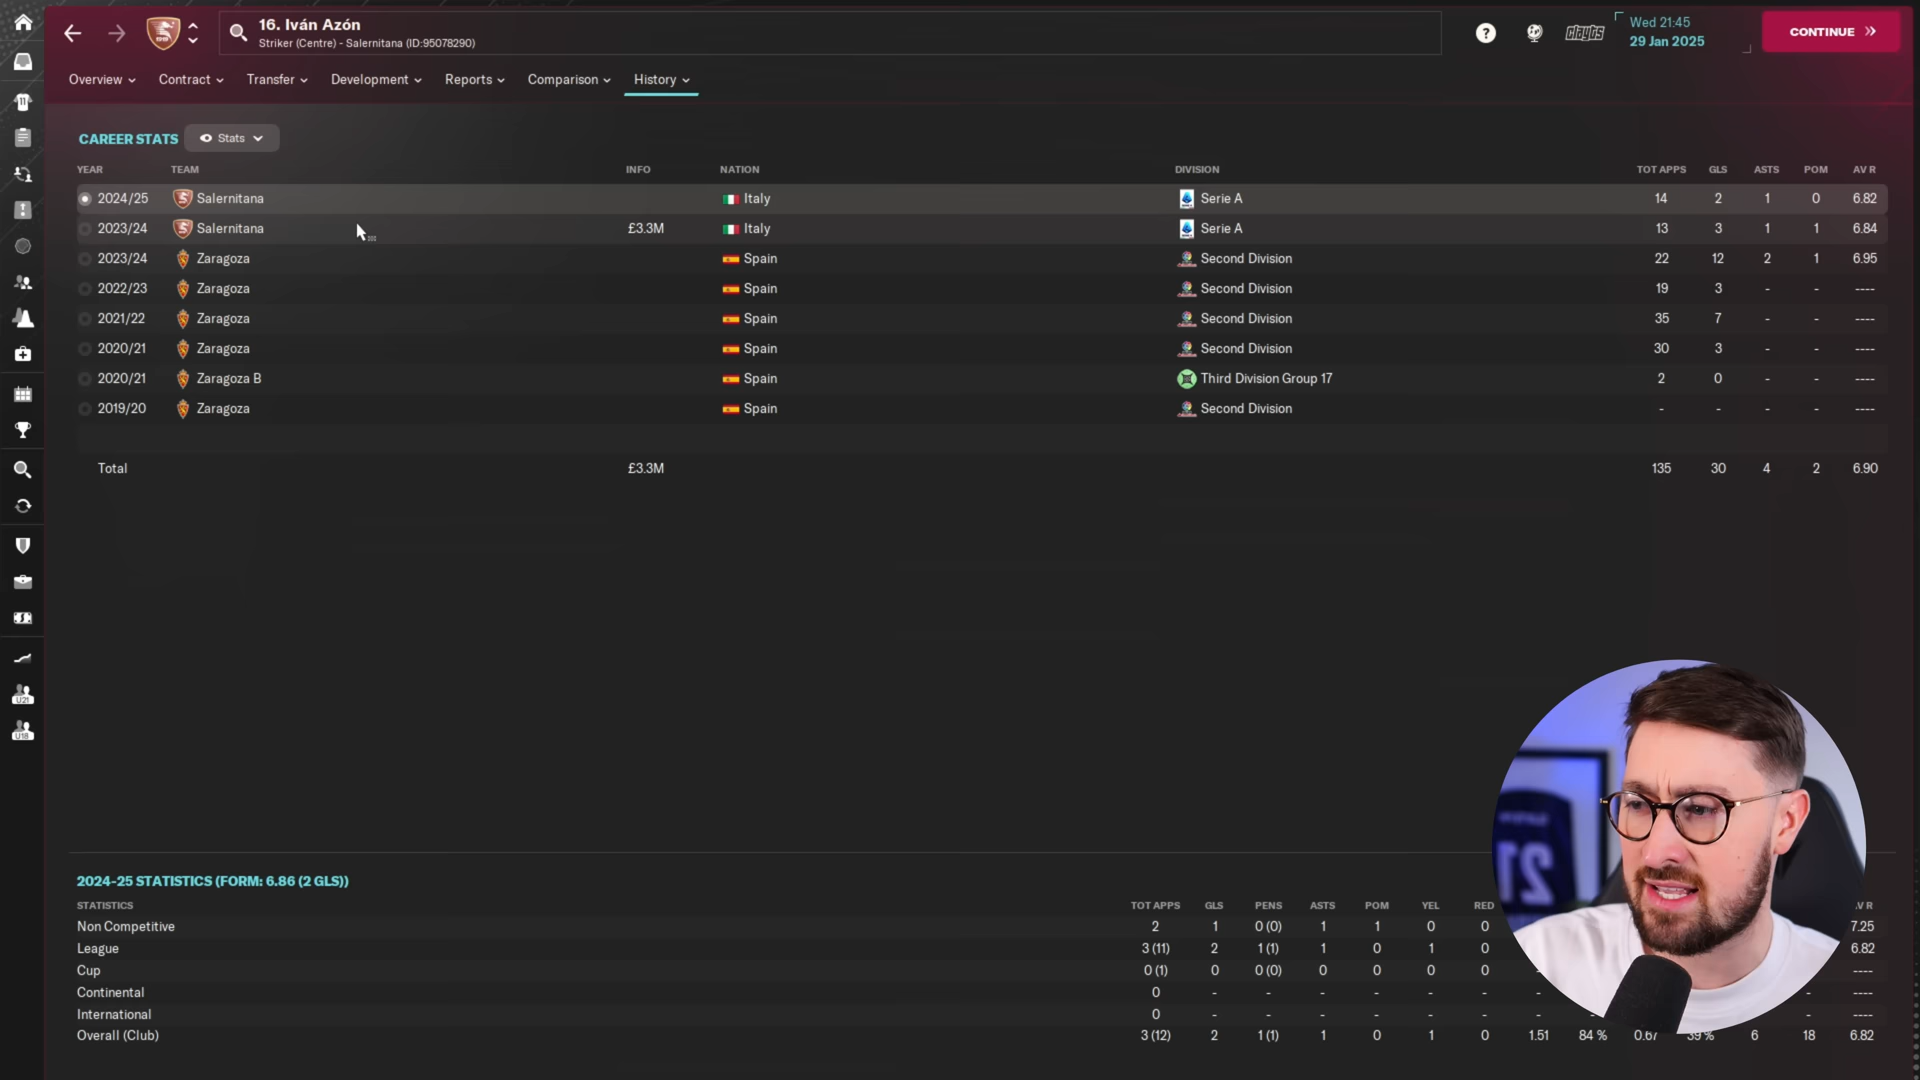 16. Iván Azón
Striker (Centre) - Salernitana (ID:95078290)
Wed 21:45
29 Jan 2025
CONTINUE
Overview Contract Transfer Development Reports Comparison History
CAREER STATS Stats
YEAR TEAM INFO NATION DIVISION TOT APPS GLS ASTS POM AV R
2024/25 Salernitana Italy Serie A 14 2 1 0 6.82
2023/24 Salernitana £3.3M Italy Serie A 13 3 1 1 6.84
2023/24 Zaragoza Spain Second Division 22 12 2 1 6.95
2022/23 Zaragoza Spain Second Division 19 3 - - ----
2021/22 Zaragoza Spain Second Division 35 7 - - ----
2020/21 Zaragoza Spain Second Division 30 3 - - ----
2020/21 Zaragoza B Spain Third Division Group 17 2 0 - - ----
2019/20 Zaragoza Spain Second Division - - - - ----
Total £3.3M 135 30 4 2 6.90
2024-25 STATISTICS (FORM: 6.86 (2 GLS))
STATISTICS TOT APPS GLS PENS ASTS POM YEL RED
Non Competitive 2 1 0 (0) 1 1 0 0 7.25
League 3 (11) 2 1 (1) 1 0 1 0 6.82
Cup 0 (1) 0 0 (0) 0 0 0 0 - ----
Continental 0 - - - - - - - - ----
International 0 - - - - - - - - ----
Overall (Club) 3 (12) 2 1 (1) 1 0 1 0 1.51 84 % 0.67 39 % 6 18 6.82
U21
U18